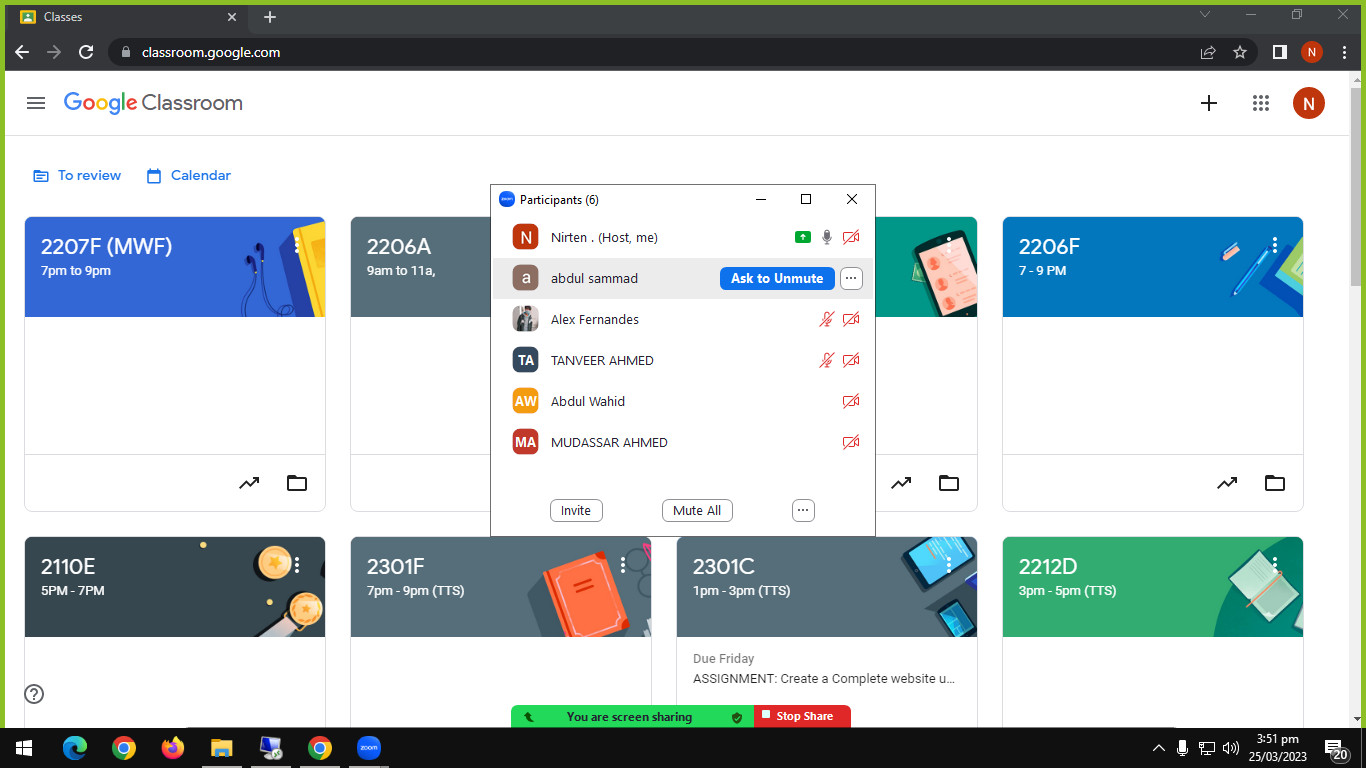 Classes
classroom.google.com
N
Google Classroom
N
To review
Calendar
2207F (MWF)
7pm to 9pm
2206A
9am to 11a,
2206F
7 - 9 PM
zoom
Participants (6)
N
Nirten . (Host, me)
a
abdul sammad
Ask to Unmute
Alex Fernandes
TA
TANVEER AHMED
AW
Abdul Wahid
MA
MUDASSAR AHMED
Invite
Mute All
2110E
5PM - 7PM
2301F
7pm - 9pm (TTS)
2301C
1pm - 3pm (TTS)
Due Friday
ASSIGNMENT: Create a Complete website u...
2212D
3pm - 5pm (TTS)
You are screen sharing
Stop Share
zoom
3:51 pm
25/03/2023
20